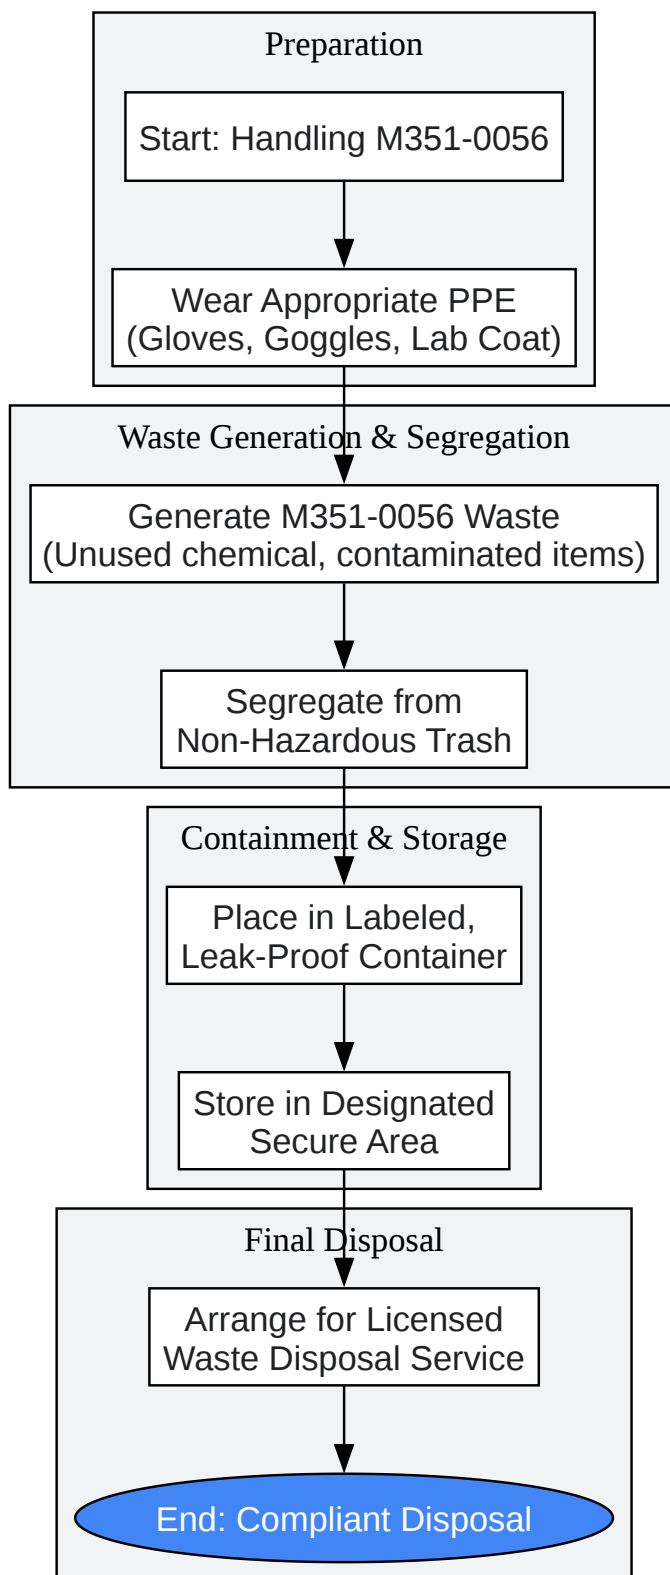 Preparation
Start: Handling M351-0056
Wear Appropriate PPE
(Gloves, Goggles, Lab Coat)
Waste Generation & Segregation
Generate M351-0056 Waste
(Unused chemical, contaminated items)
Segregate from
Non-Hazardous Trash
Containment & Storage
Place in Labeled,
Leak-Proof Container
Store in Designated
Secure Area
Final Disposal
Arrange for Licensed
Waste Disposal Service
End: Compliant Disposal